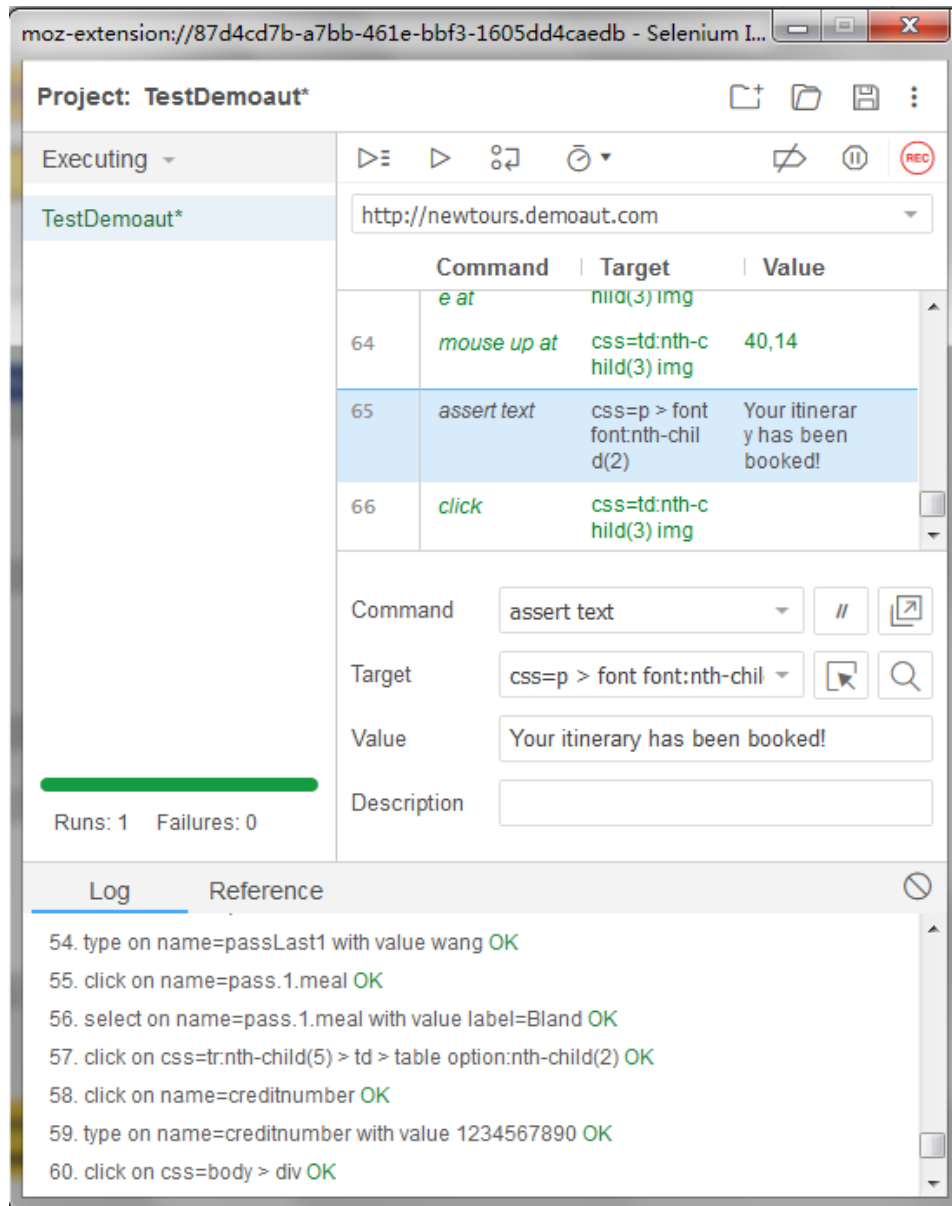 moz-extension://87d4cd7b-a7bb-461e-bbf3-1605dd4caedb - Selenium I...
Project: TestDemoaut*
Executing
REC
TestDemoaut*
http://newtours.demoaut.com
Command Target Value
e at hild(3) img
64 mouse up at css=td:nth-c 40,14
hild(3) img
65 assert text css=p > font Your itinerar
font:nth-chil y has been
d(2) booked!
66 click css=td:nth-c
hild(3) img
Command assert text //
Target css=p > font font:nth-chil
Value Your itinerary has been booked!
Description
Runs: 1 Failures: 0
Log Reference
54. type on name=passLast1 with value wang OK
55. click on name=pass.1.meal OK
56. select on name=pass.1.meal with value label=Bland OK
57. click on css=tr:nth-child(5) > td > table option:nth-child(2) OK
58. click on name=creditnumber OK
59. type on name=creditnumber with value 1234567890 OK
60. click on css=body > div OK